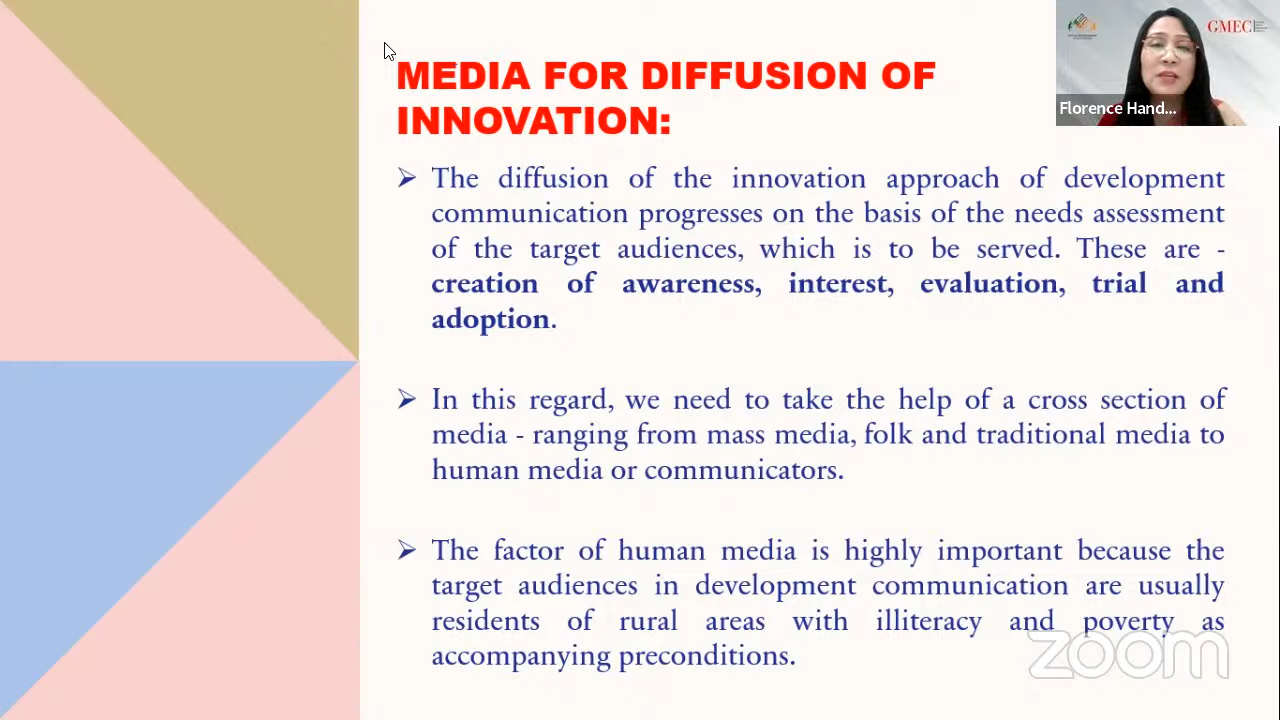 MEDIA FOR DIFFUSION OF
INNOVATION:
The diffusion of the innovation approach of development
communication progresses on the basis of the needs assessment
of the target audiences, which is to be served. These are -
creation of awareness, interest, evaluation, trial and
adoption.
In this regard, we need to take the help of a cross section of
media - ranging from mass media, folk and traditional media to
human media or communicators.
The factor of human media is highly important because the
target audiences in development communication are usually
residents of rural areas with illiteracy and poverty as
accompanying preconditions.
GMEC
Florence Hand...
zoom